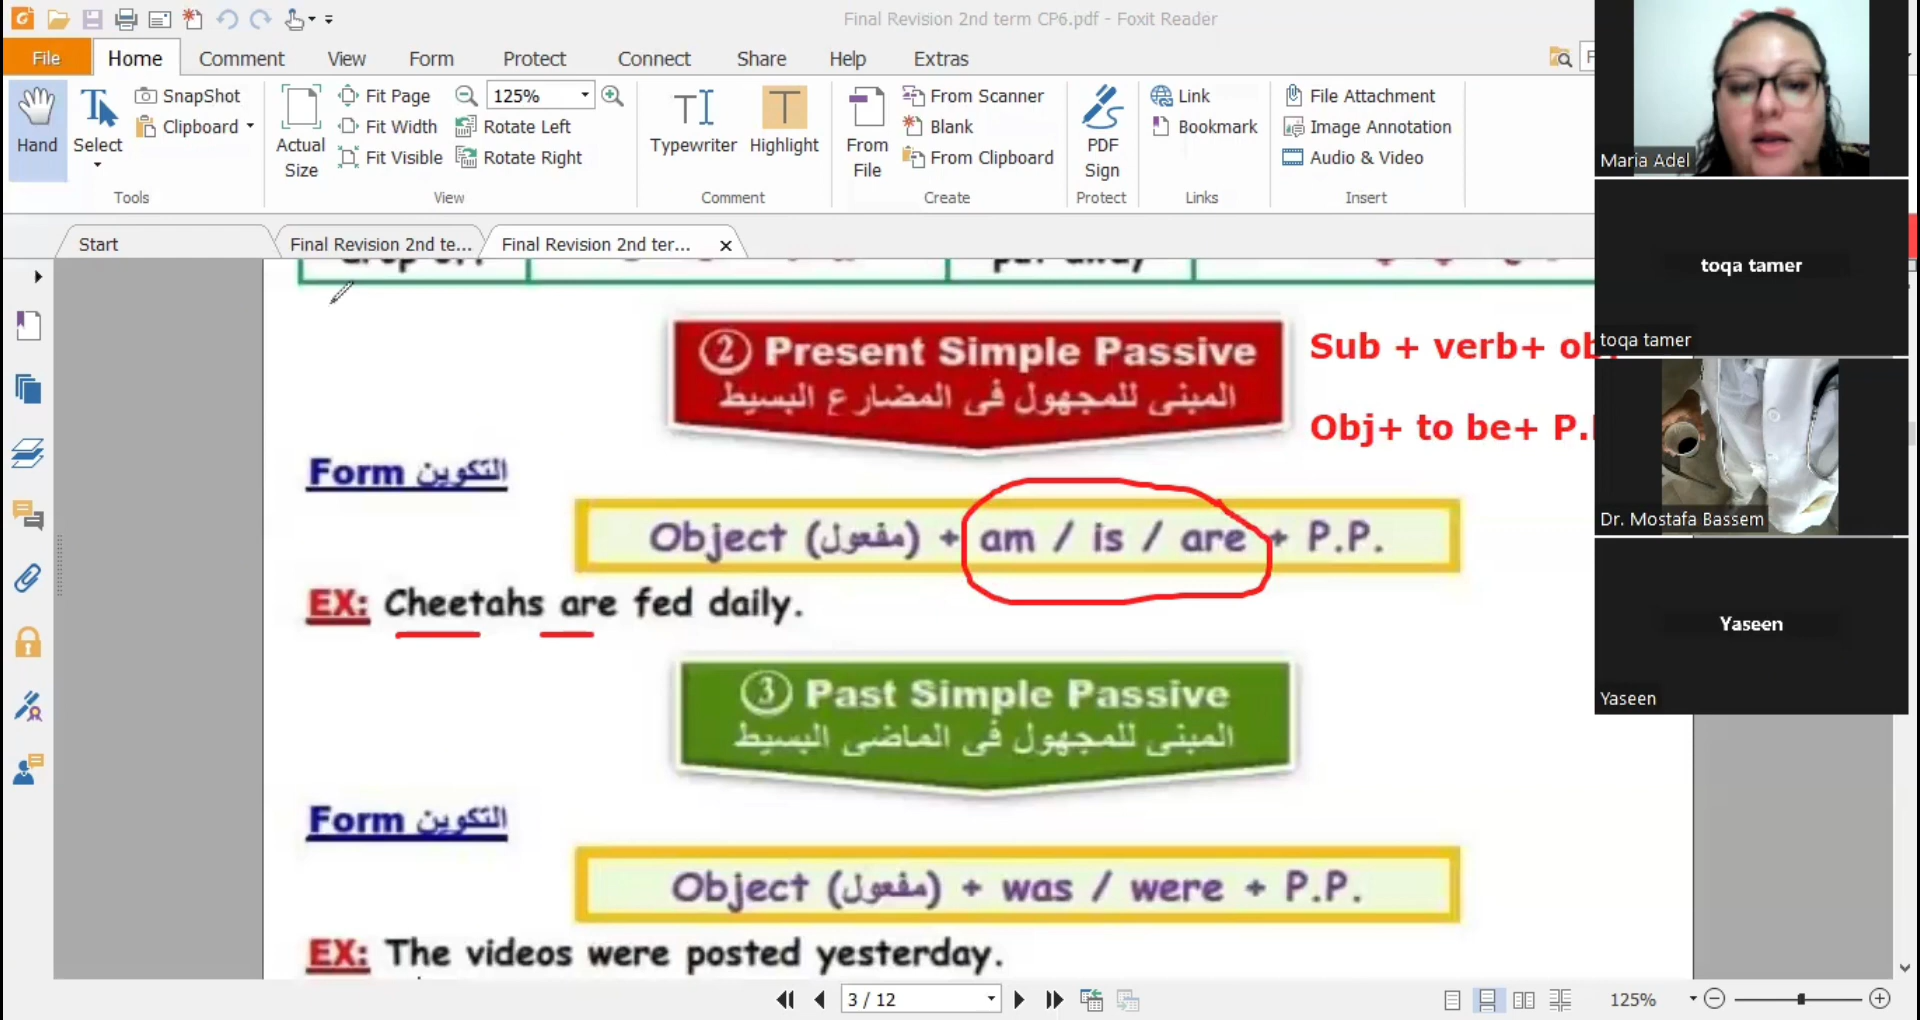 Final Revision 2nd term CP6.pdf - Foxit Reader
File Home Comment View Form Protect Connect Share Help Extras
Hand
Select
SnapShot
Clipboard
Tools
Actual Size
Fit Page
Fit Width
Fit Visible
125%
Rotate Left
Rotate Right
View
Typewriter
Highlight
Comment
From File
From Scanner
Blank
From Clipboard
Create
PDF Sign
Protect
Link
Bookmark
Links
File Attachment
Image Annotation
Audio & Video
Insert
Start
Final Revision 2nd te...
Final Revision 2nd ter...
② Present Simple Passive
المبنى للمجهول فى المضارع البسيط
Sub + verb+
Obj+ to be+
Form التكوين
Object (مفعول) + am / is / are + P.P.
EX: Cheetahs are fed daily.
③ Past Simple Passive
المبنى للمجهول فى الماضى البسيط
Form التكوين
Object (مفعول) + was / were + P.P.
EX: The videos were posted yesterday.
3 / 12
125%
Maria Adel
toqa tamer
toqa tamer
Dr. Mostafa Bassem
Yaseen
Yaseen